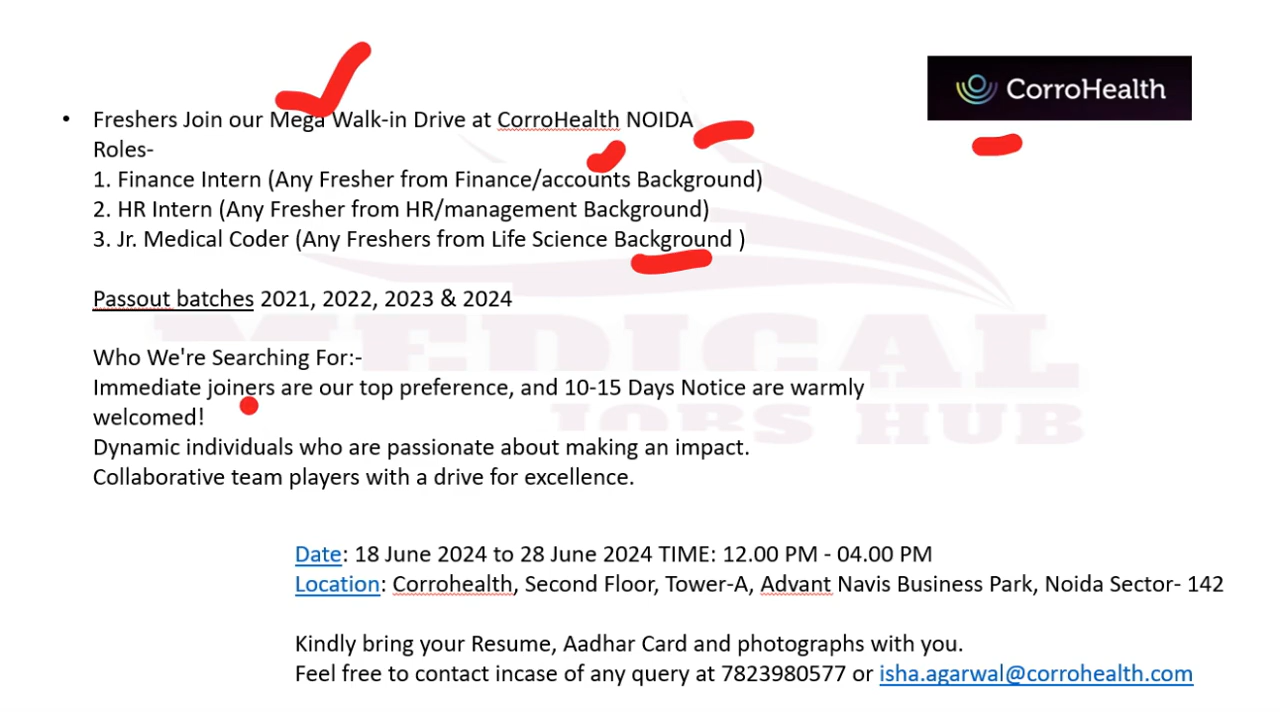 CorroHealth
• Freshers Join our Mega Walk-in Drive at CorroHealth NOIDA
Roles-
1. Finance Intern (Any Fresher from Finance/accounts Background)
2. HR Intern (Any Fresher from HR/management Background)
3. Jr. Medical Coder (Any Freshers from Life Science Background )
Passout batches 2021, 2022, 2023 & 2024
MEDICAL
JOBS HUB
Who We're Searching For:-
Immediate joiners are our top preference, and 10-15 Days Notice are warmly
welcomed!
Dynamic individuals who are passionate about making an impact.
Collaborative team players with a drive for excellence.
Date: 18 June 2024 to 28 June 2024 TIME: 12.00 PM - 04.00 PM
Location: Corrohealth, Second Floor, Tower-A, Advant Navis Business Park, Noida Sector- 142
Kindly bring your Resume, Aadhar Card and photographs with you.
Feel free to contact incase of any query at 7823980577 or isha.agarwal@corrohealth.com